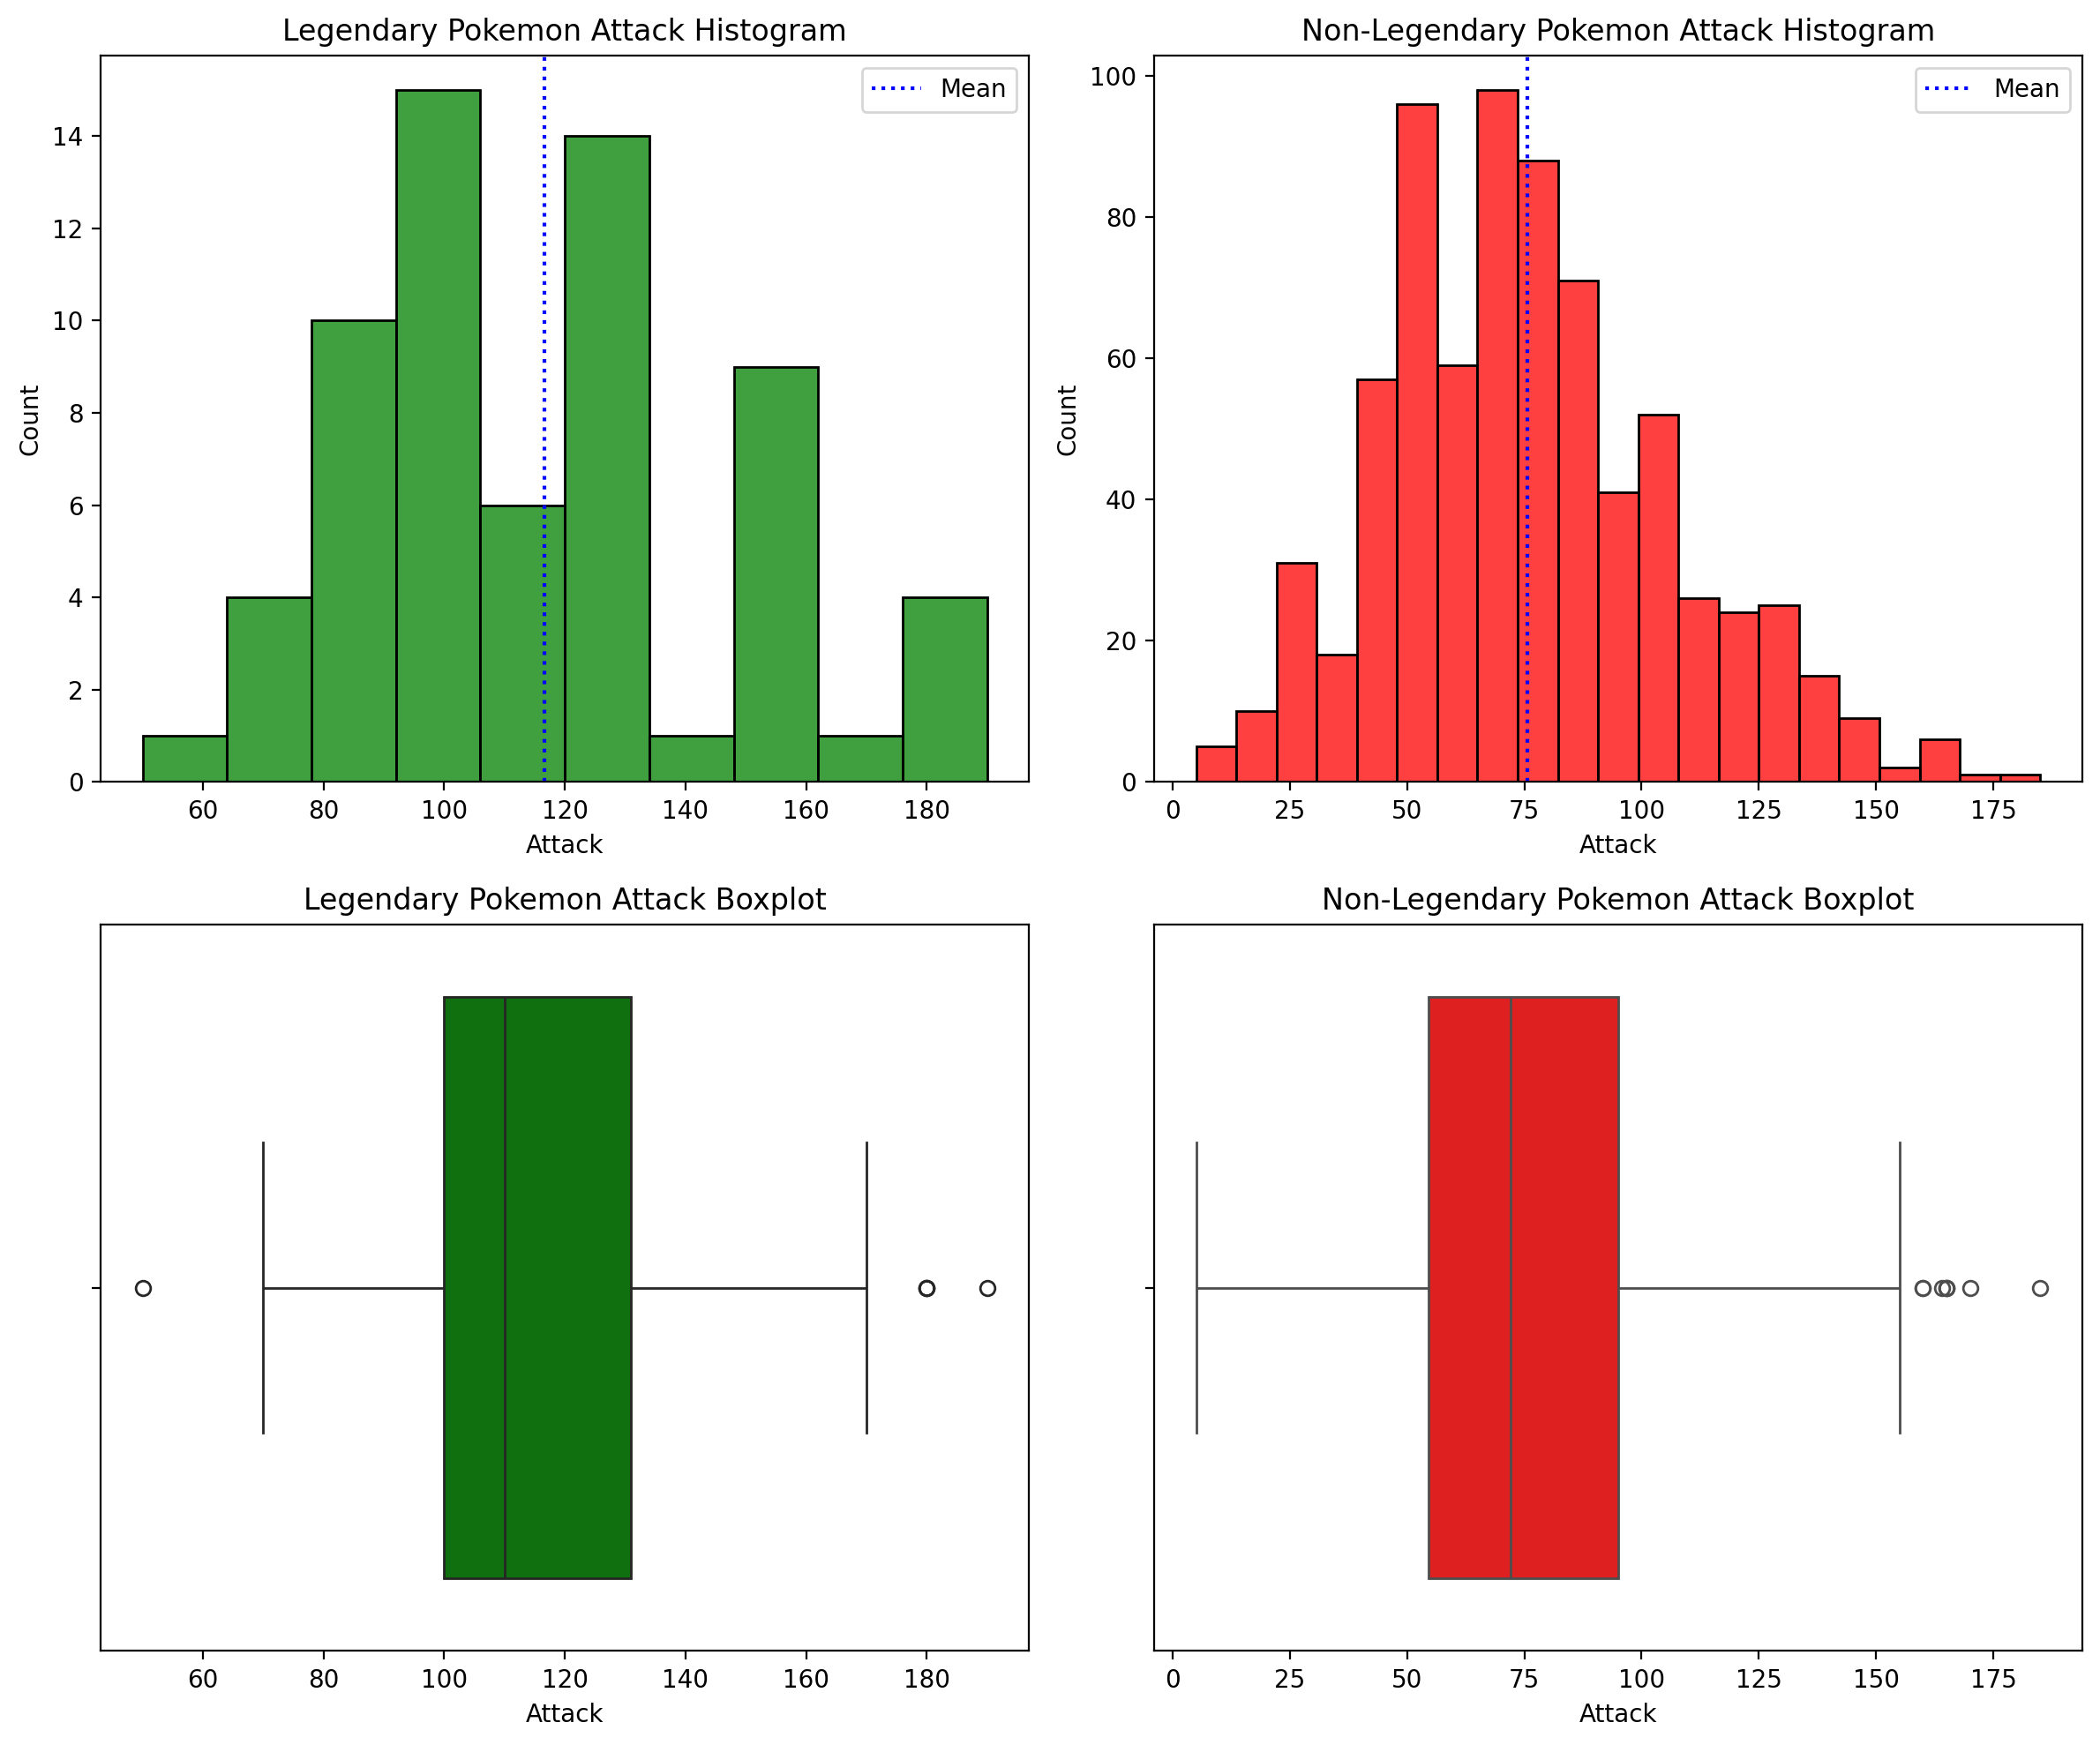 Legendary Pokemon Attack Histogram
Mean
Count
14
12
10
8
6
4
2
0
60 80 100 120 140 160 180
Attack
Non-Legendary Pokemon Attack Histogram
Mean
Count
100
80
60
40
20
0
0 25 50 75 100 125 150 175
Attack
Legendary Pokemon Attack Boxplot
60 80 100 120 140 160 180
Attack
Non-Legendary Pokemon Attack Boxplot
0 25 50 75 100 125 150 175
Attack